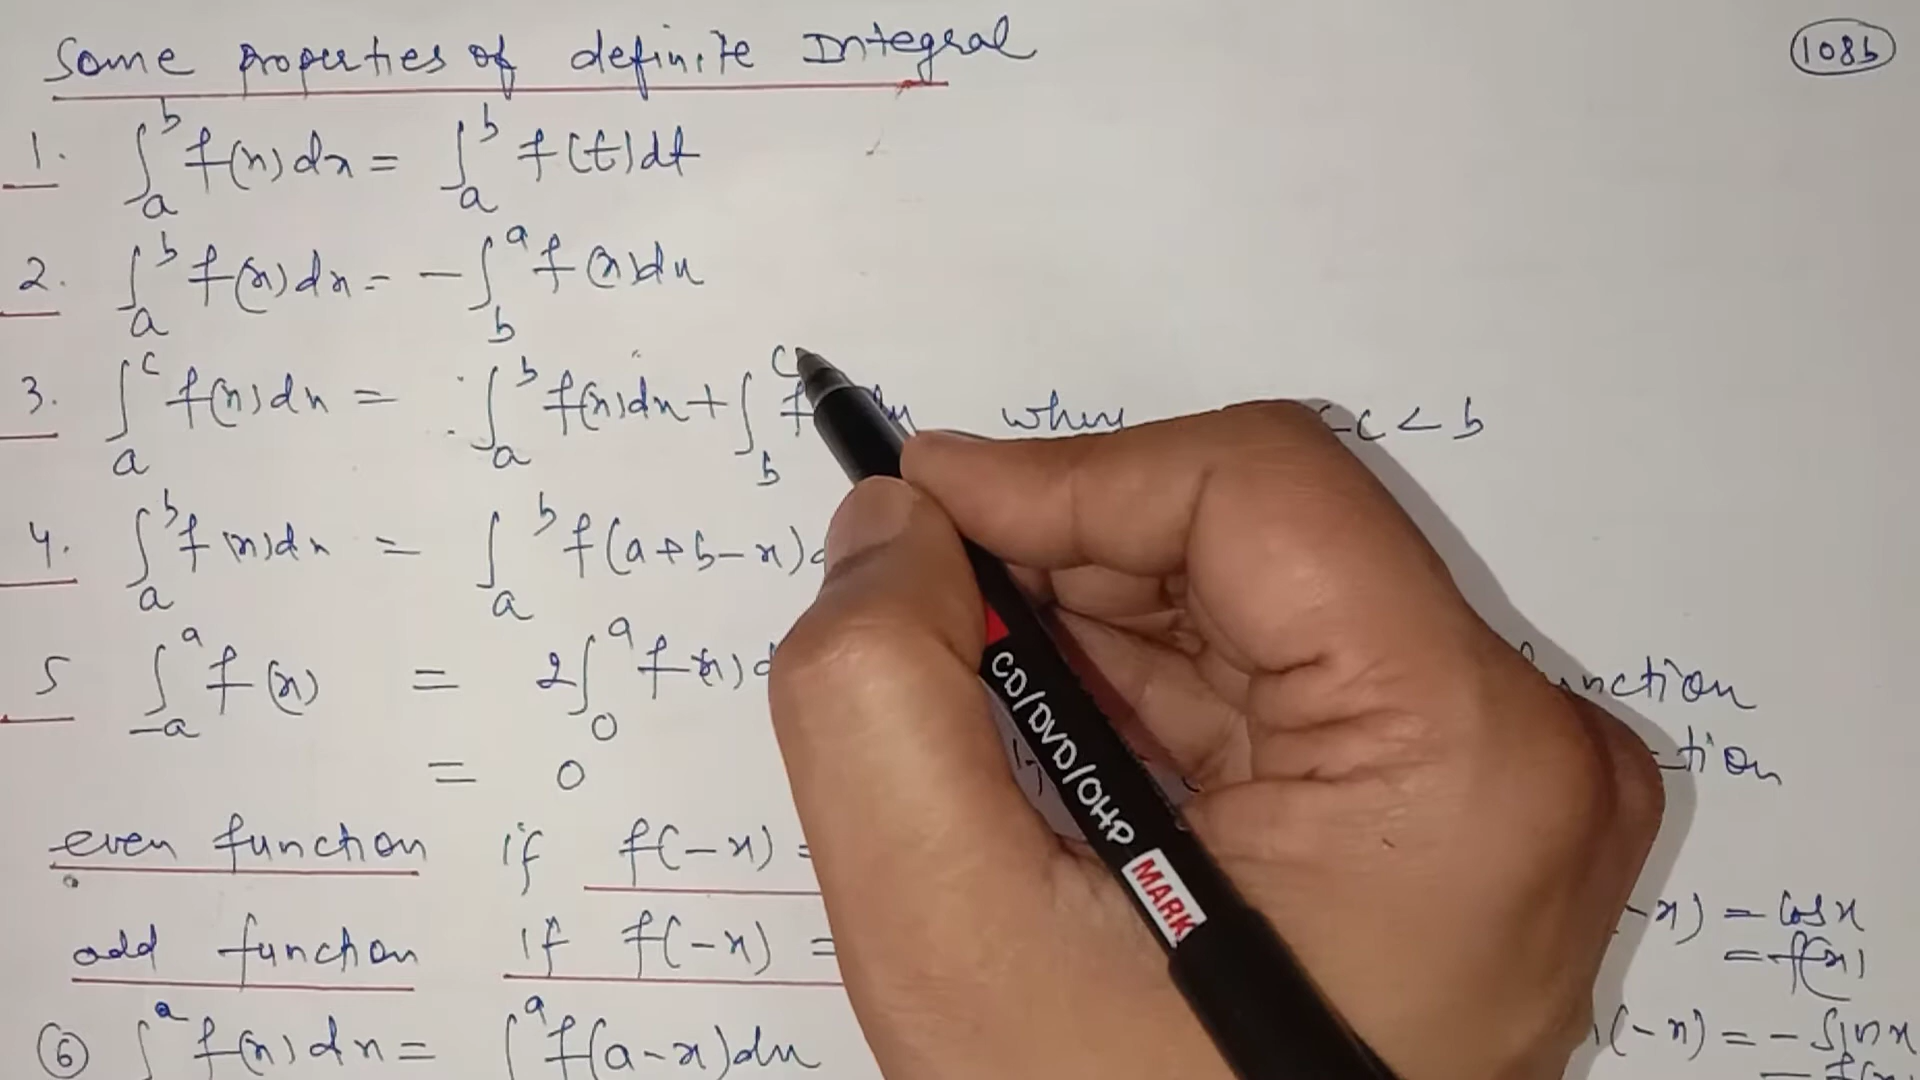 Some properties of definite Integral
108b
1. ∫_a^b f(x) dx = ∫_a^b f(t) dt
2. ∫_a^b f(x) dx = - ∫_b^a f(x) dx
3. ∫_a^c f(x) dx = ∫_a^b f(x) dx + ∫_b^c f where c < b
4. ∫_a^b f(x) dx = ∫_a^b f(a+b-x)
5 ∫_-a^a f(x) = 2∫_0^a f(x) function
= 0
even function if f(-x) =
odd function if f(-x) =
-x) = cos x
= f(x)
⑥ ∫^a f(x) dx = ∫^a f(a-x) dx
(-x) = - Sin x
CD/DVD/OHP MARK